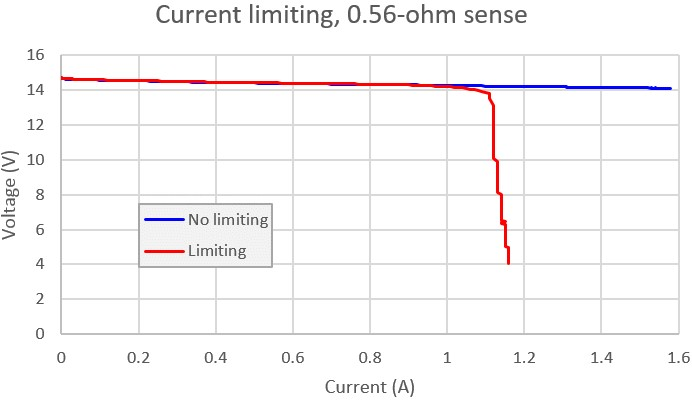 Current limiting, 0.56-ohm sense
16
14
12
10
8
6
4
2
0
Voltage (V)
No limiting
Limiting
0 0.2 0.4 0.6 0.8 1 1.2 1.4 1.6
Current (A)